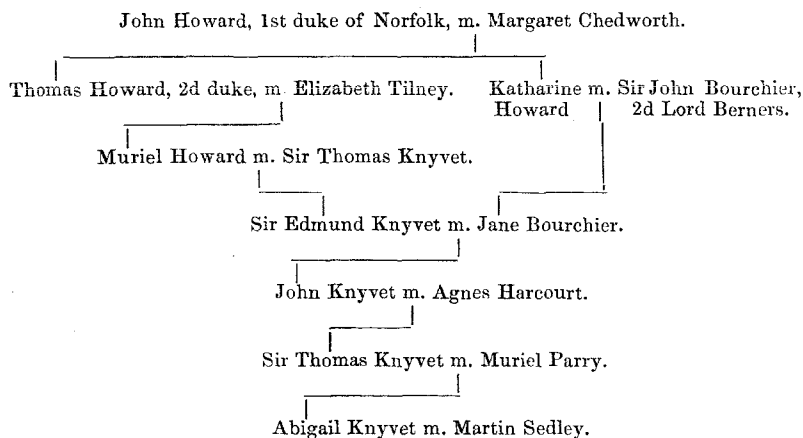 John Howard, 1st duke of Norfolk, m. Margaret Chedworth.
Thomas Howard, 2d duke, m Elizabeth Tilney. Katharine m. Sir John Bourchier,
Howard 2d Lord Berners.
Muriel Howard m. Sir Thomas Knyvet.
Sir Edmund Knyvet m. Jane Bourchier.
John Knyvet m. Agnes Harcourt.
Sir Thomas Knyvet m. Muriel Parry.
Abigail Knyvet m. Martin Sedley.